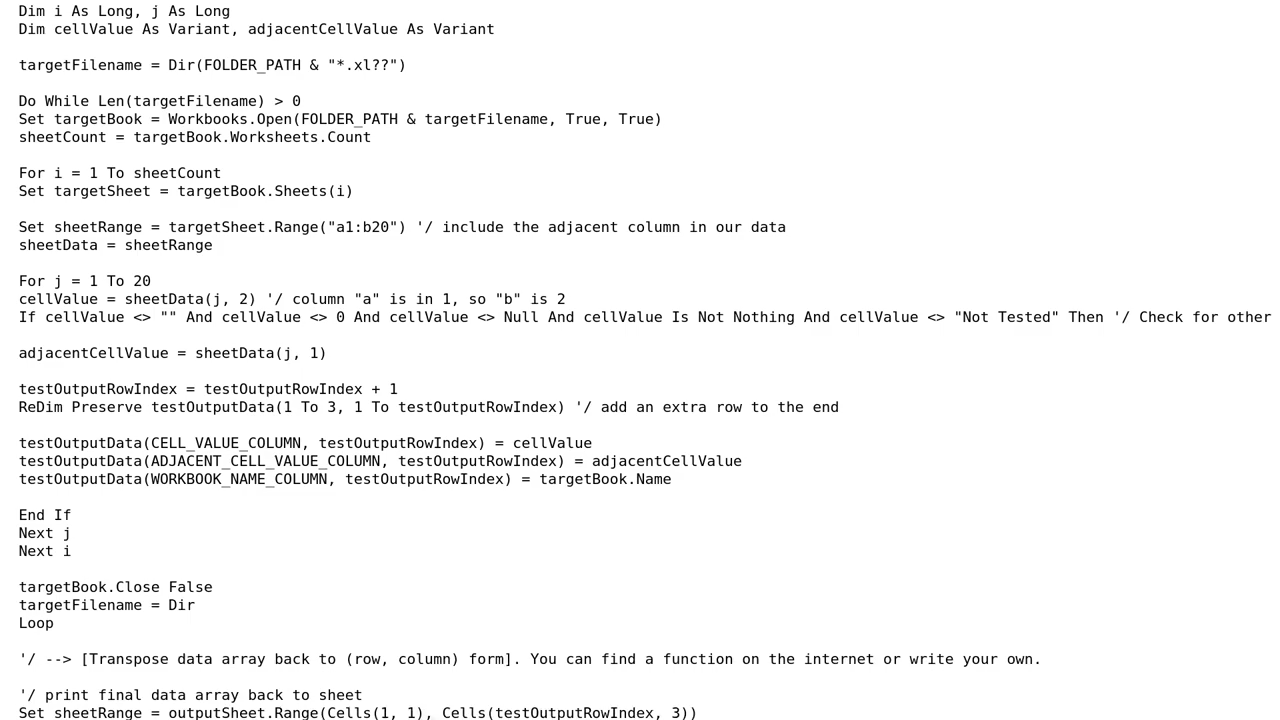 Dim i As Long, j As Long
Dim cellValue As Variant, adjacentCellValue As Variant
targetFilename = Dir(FOLDER_PATH & "*.xl??")
Do While Len(targetFilename) > 0
Set targetBook = Workbooks.Open(FOLDER_PATH & targetFilename, True, True)
sheetCount = targetBook.Worksheets.Count
For i = 1 To sheetCount
Set targetSheet = targetBook.Sheets(i)
Set sheetRange = targetSheet.Range("a1:b20") '/ include the adjacent column in our data
sheetData = sheetRange
For j = 1 To 20
cellValue = sheetData(j, 2) '/ column "a" is in 1, so "b" is 2
If cellValue <> "" And cellValue <> 0 And cellValue <> Null And cellValue Is Not Nothing And cellValue <> "Not Tested" Then '/ Check for other
adjacentCellValue = sheetData(j, 1)
testOutputRowIndex = testOutputRowIndex + 1
ReDim Preserve testOutputData(1 To 3, 1 To testOutputRowIndex) '/ add an extra row to the end
testOutputData(CELL_VALUE_COLUMN, testOutputRowIndex) = cellValue
testOutputData(ADJACENT_CELL_VALUE_COLUMN, testOutputRowIndex) = adjacentCellValue
testOutputData(WORKBOOK_NAME_COLUMN, testOutputRowIndex) = targetBook.Name
End If
Next j
Next i
targetBook.Close False
targetFilename = Dir
Loop
'/ --> [Transpose data array back to (row, column) form]. You can find a function on the internet or write your own.
'/ print final data array back to sheet
Set sheetRange = outputSheet.Range(Cells(1, 1), Cells(testOutputRowIndex, 3))